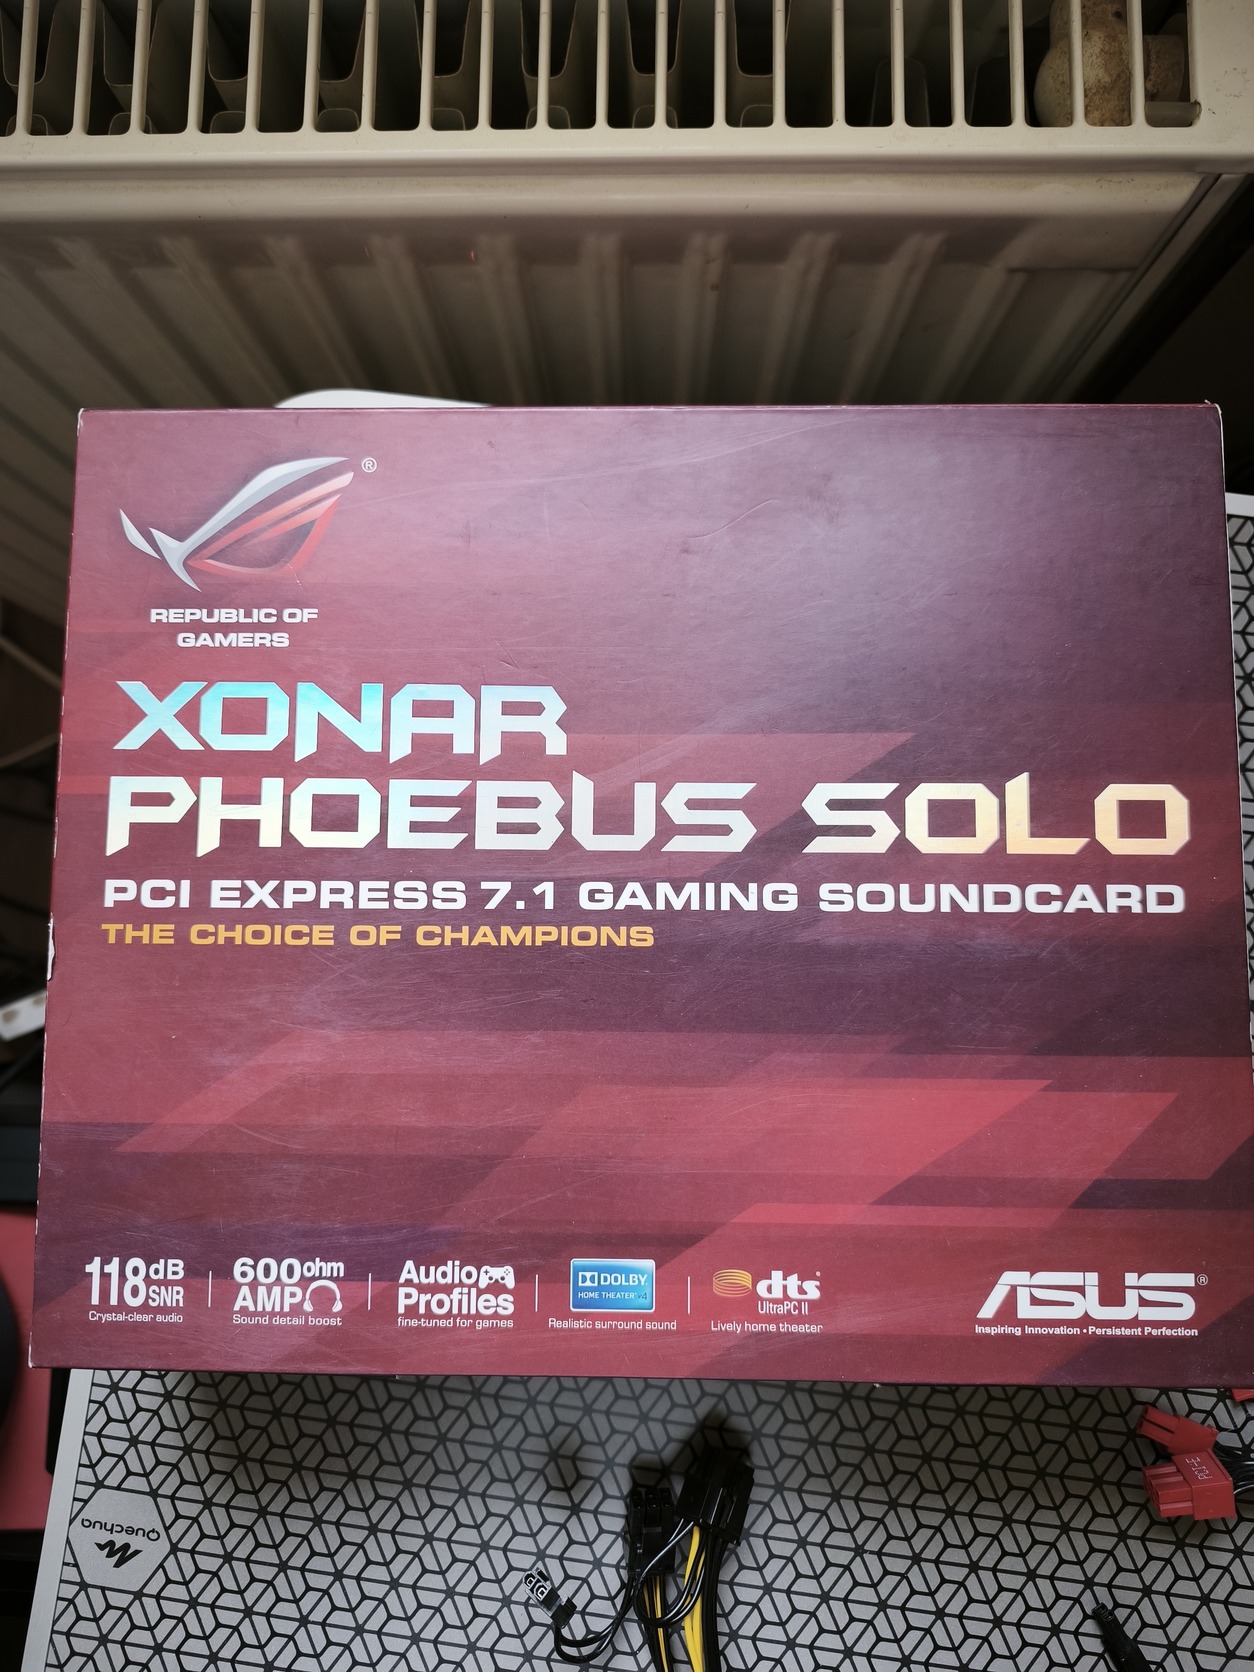 ®
REPUBLIC OF
GAMERS
XONAR
PHOEBUS SOLO
PCI EXPRESS 7.1 GAMING SOUNDCARD
THE CHOICE OF CHAMPIONS
118dB
SNR
Crystal-clear audio
600ohm
AMP
Sound detail boost
Audio
Profiles
fine-tuned for games
DOLBY
HOME THEATER v4
Realistic surround sound
dts
UltraPC II
Lively home theater
ASUS®
Inspiring Innovation • Persistent Perfection
PCI-E
Quechua